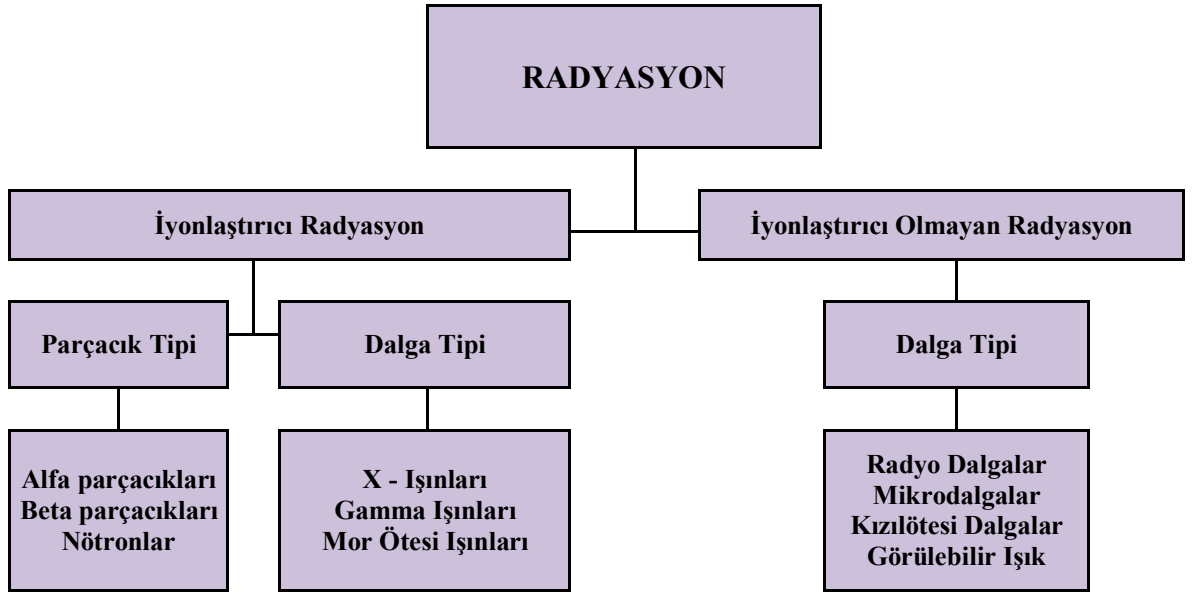 RADYASYON
İyonlaştırıcı Radyasyon
İyonlaştırıcı Olmayan Radyasyon
Parçacık Tipi
Dalga Tipi
Dalga Tipi
Alfa parçacıkları
Beta parçacıkları
Nötronlar
X - Işınları
Gamma Işınları
Mor Ötesi Işınları
Radyo Dalgalar
Mikrodalgalar
Kızılötesi Dalgalar
Görülebilir Işık